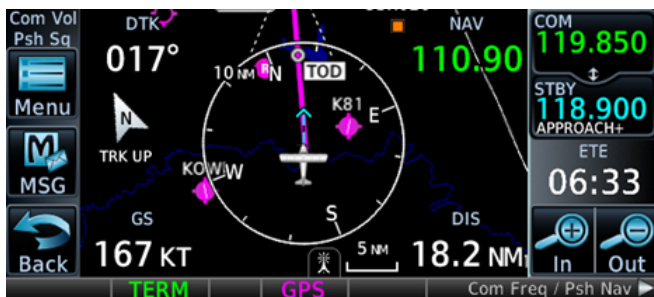 Com Vol
Psh Sq
Menu
MSG
Back
DTK
017°
10 NM
N
TOD
NAV
110.90
N
TRK UP
K81
E
KOWI
W
S
GS
167 KT
5 NM
DIS
18.2 NM
COM
119.850
STBY
118.900
APPROACH+
ETE
06:33
In
Out
TERM
GPS
Com Freq / Psh Nav